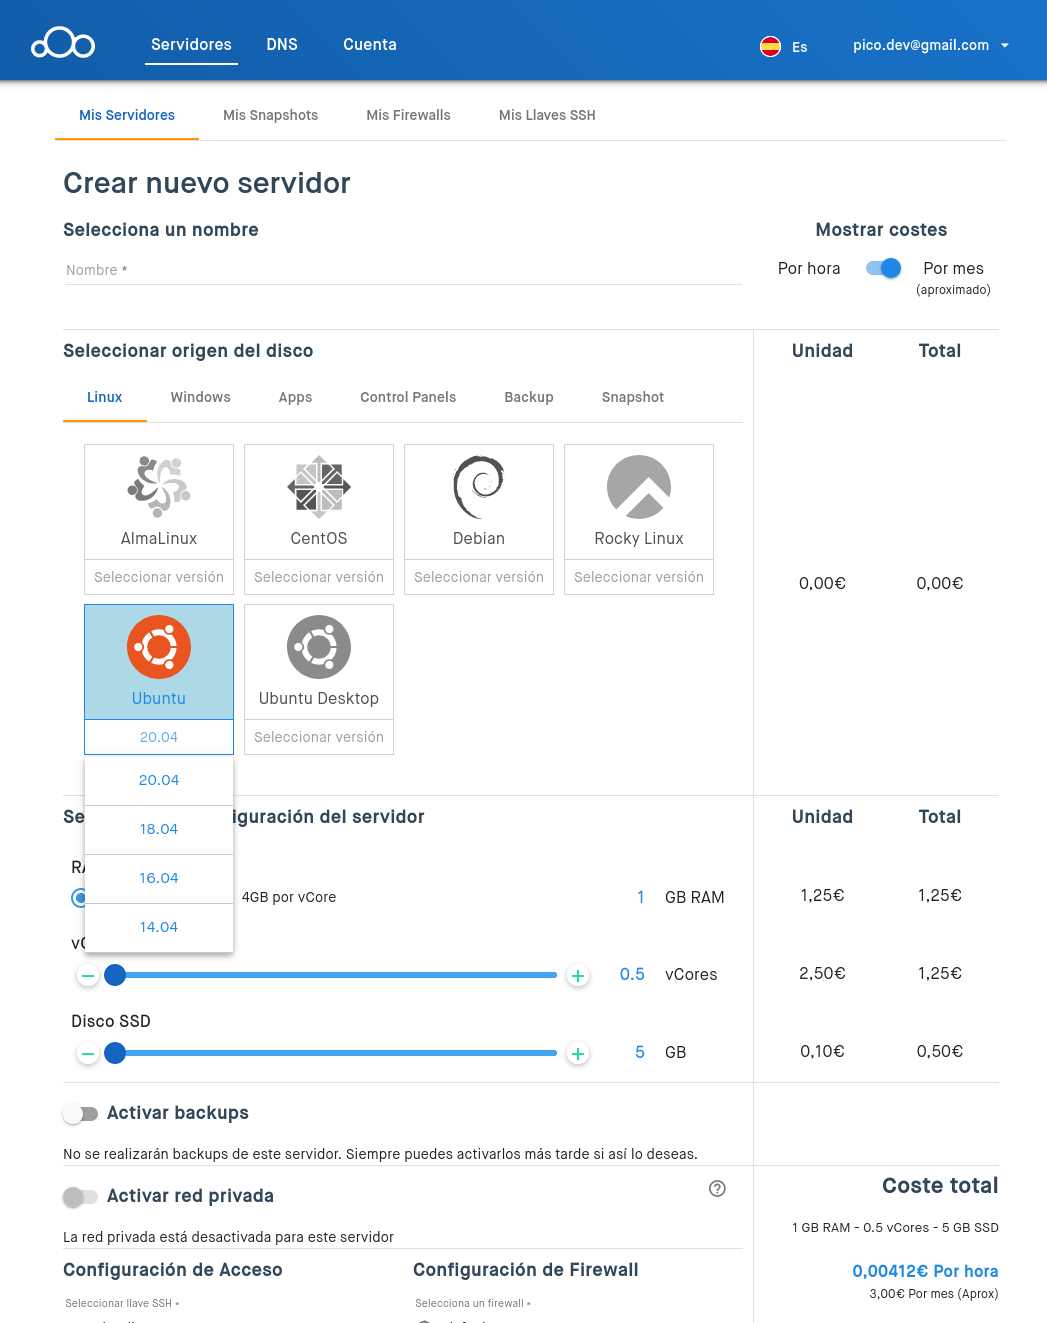 Servidores DNS Cuenta Es pico.dev@gmail.com
Mis Servidores Mis Snapshots Mis Firewalls Mis Llaves SSH
Crear nuevo servidor
Selecciona un nombre
Nombre *
Mostrar costes
Por hora Por mes
(aproximado)
Seleccionar origen del disco Unidad Total
Linux Windows Apps Control Panels Backup Snapshot
AlmaLinux CentOS Debian Rocky Linux
Seleccionar versión Seleccionar versión Seleccionar versión Seleccionar versión
0,00€ 0,00€
Ubuntu Ubuntu Desktop
20.04 Seleccionar versión
20.04
18.04
16.04
14.04
Se iguración del servidor Unidad Total
RA
4GB por vCore 1 GB RAM 1,25€ 1,25€
vC
0.5 vCores 2,50€ 1,25€
Disco SSD
5 GB 0,10€ 0,50€
Activar backups
No se realizarán backups de este servidor. Siempre puedes activarlos más tarde si así lo deseas.
Activar red privada
La red privada está desactivada para este servidor
Coste total
1 GB RAM - 0.5 vCores - 5 GB SSD
0,00412€ Por hora
3,00€ Por mes (Aprox)
Configuración de Acceso Configuración de Firewall
Seleccionar llave SSH * Selecciona un firewall *